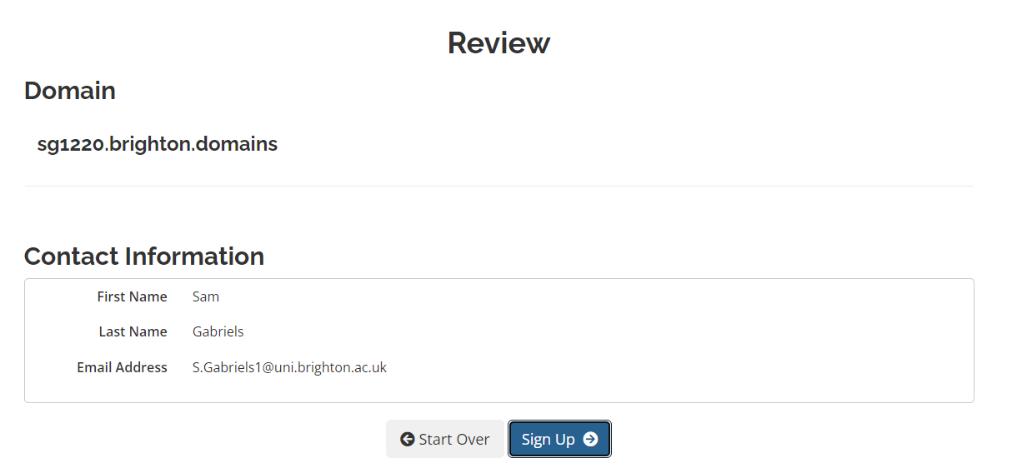 Review
Domain
sg1220.brighton.domains
Contact Information
First Name Sam
Last Name Gabriels
Email Address S.Gabriels1@uni.brighton.ac.uk
Start Over Sign Up